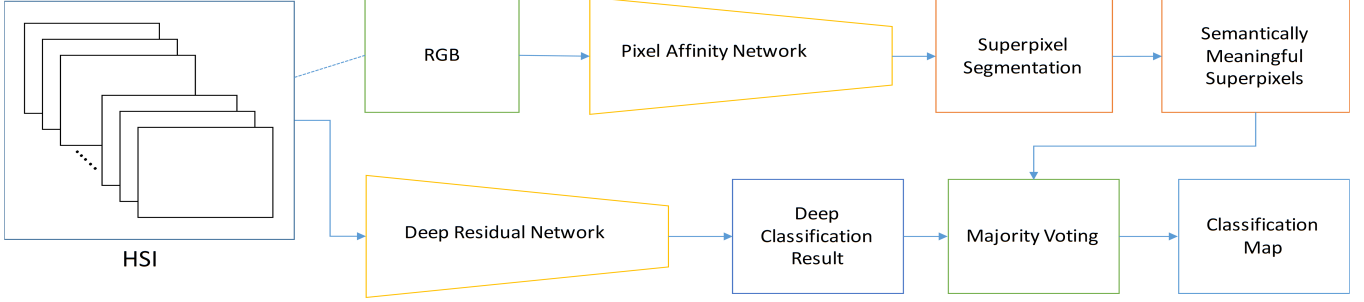 RGB
Pixel Affinity Network
Superpixel
Segmentation
Semantically
Meaningful
Superpixels
HSI
Deep Residual Network
Deep
Classification
Result
Majority Voting
Classification
Map